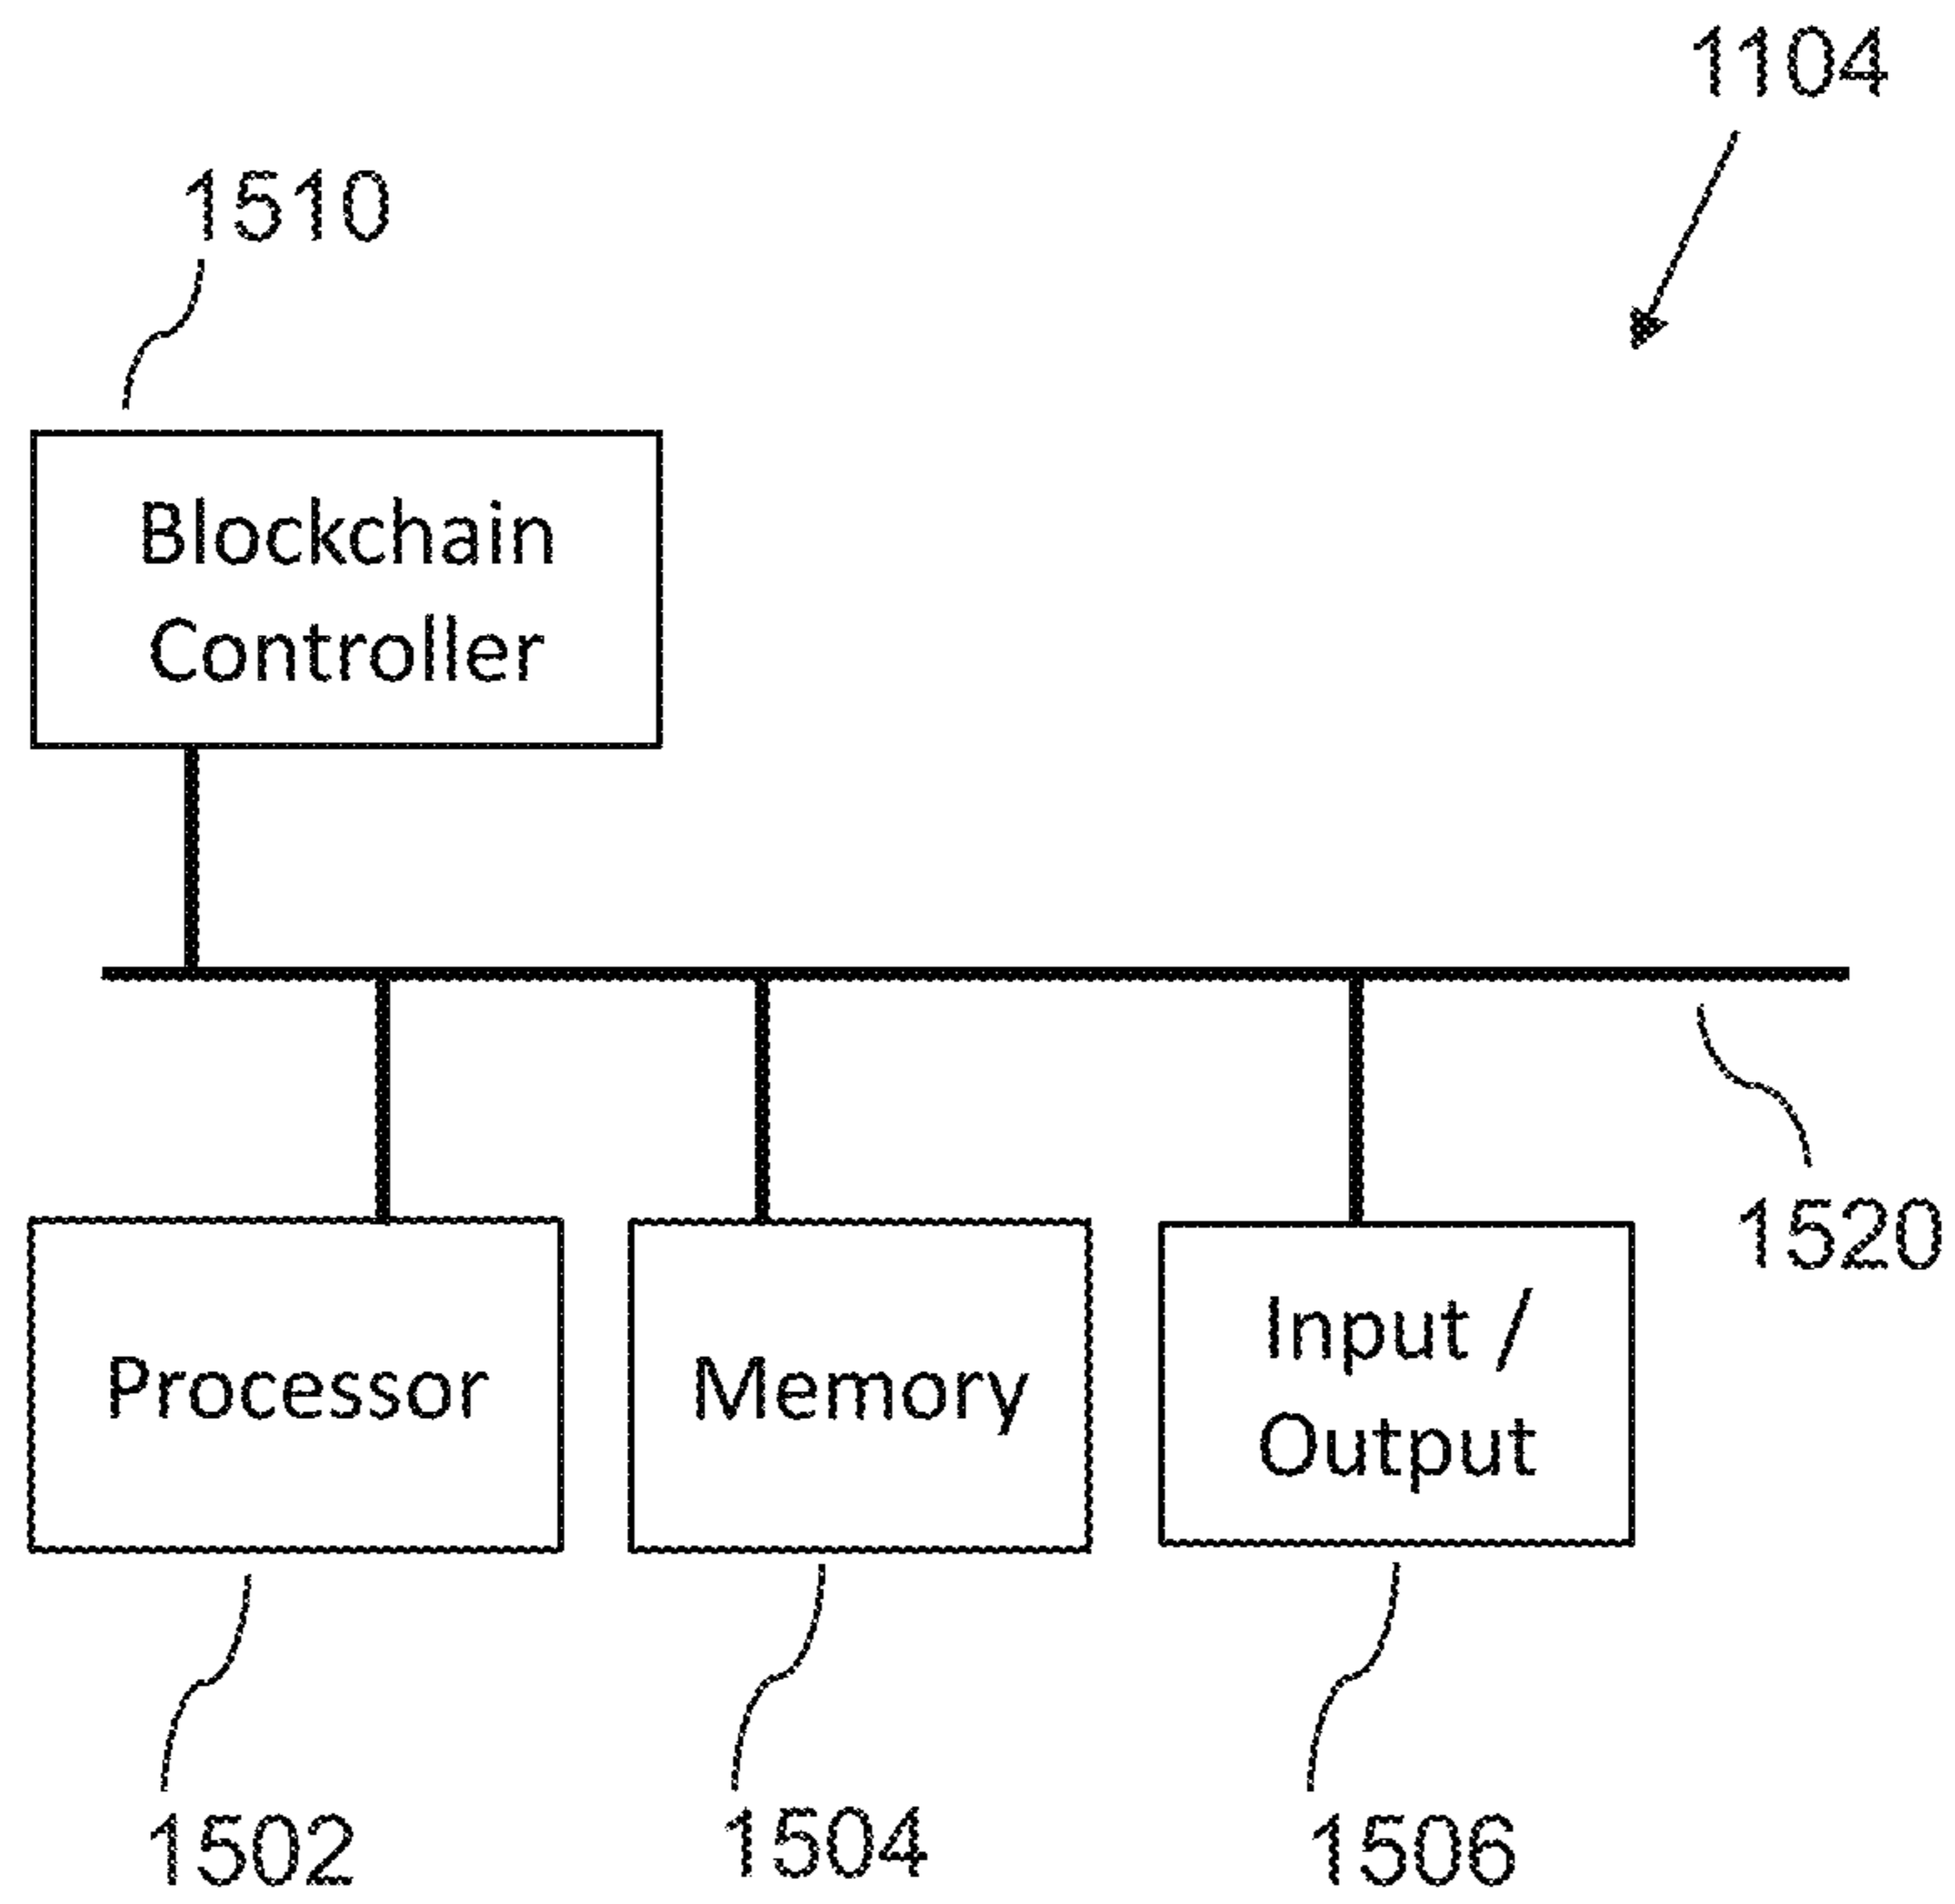 1104
1510
Blockchain
Controller
1520
Processor
Memory
Input /
Output
1502
1504
1506